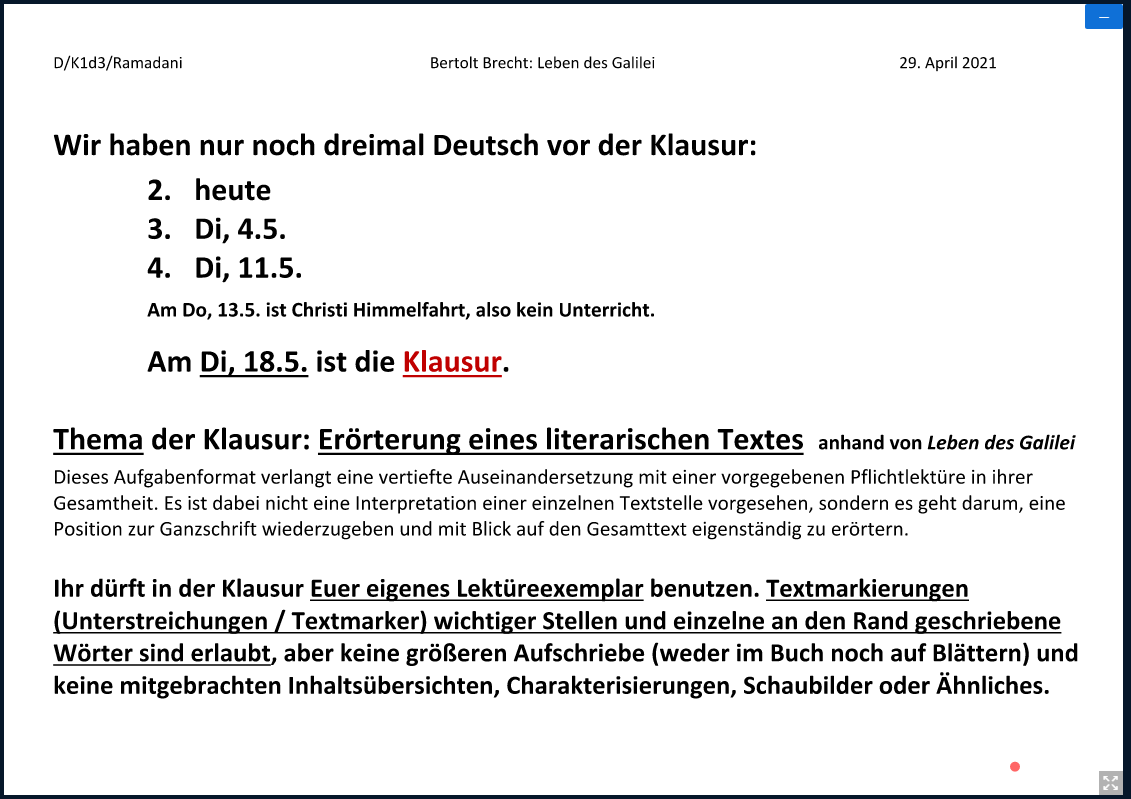 D/K1d3/Ramadani Bertolt Brecht: Leben des Galilei 29. April 2021
Wir haben nur noch dreimal Deutsch vor der Klausur:
2. heute
3. Di, 4.5.
4. Di, 11.5.
Am Do, 13.5. ist Christi Himmelfahrt, also kein Unterricht.
Am Di, 18.5. ist die Klausur.
Thema der Klausur: Erörterung eines literarischen Textes anhand von Leben des Galilei
Dieses Aufgabenformat verlangt eine vertiefte Auseinandersetzung mit einer vorgegebenen Pflichtlektüre in ihrer
Gesamtheit. Es ist dabei nicht eine Interpretation einer einzelnen Textstelle vorgesehen, sondern es geht darum, eine
Position zur Ganzschrift wiederzugeben und mit Blick auf den Gesamttext eigenständig zu erörtern.
Ihr dürft in der Klausur Euer eigenes Lektüreexemplar benutzen. Textmarkierungen
(Unterstreichungen / Textmarker) wichtiger Stellen und einzelne an den Rand geschriebene
Wörter sind erlaubt, aber keine größeren Aufschriebe (weder im Buch noch auf Blättern) und
keine mitgebrachten Inhaltsübersichten, Charakterisierungen, Schaubilder oder Ähnliches.